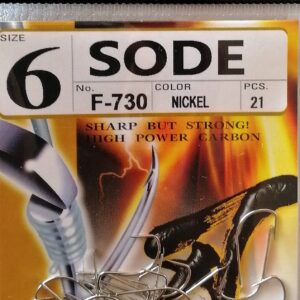 SIZE
6
SODE
No.
F-730
COLOR
NICKEL
PCS.
21
SHARP BUT STRONG!
HIGH POWER CARBON